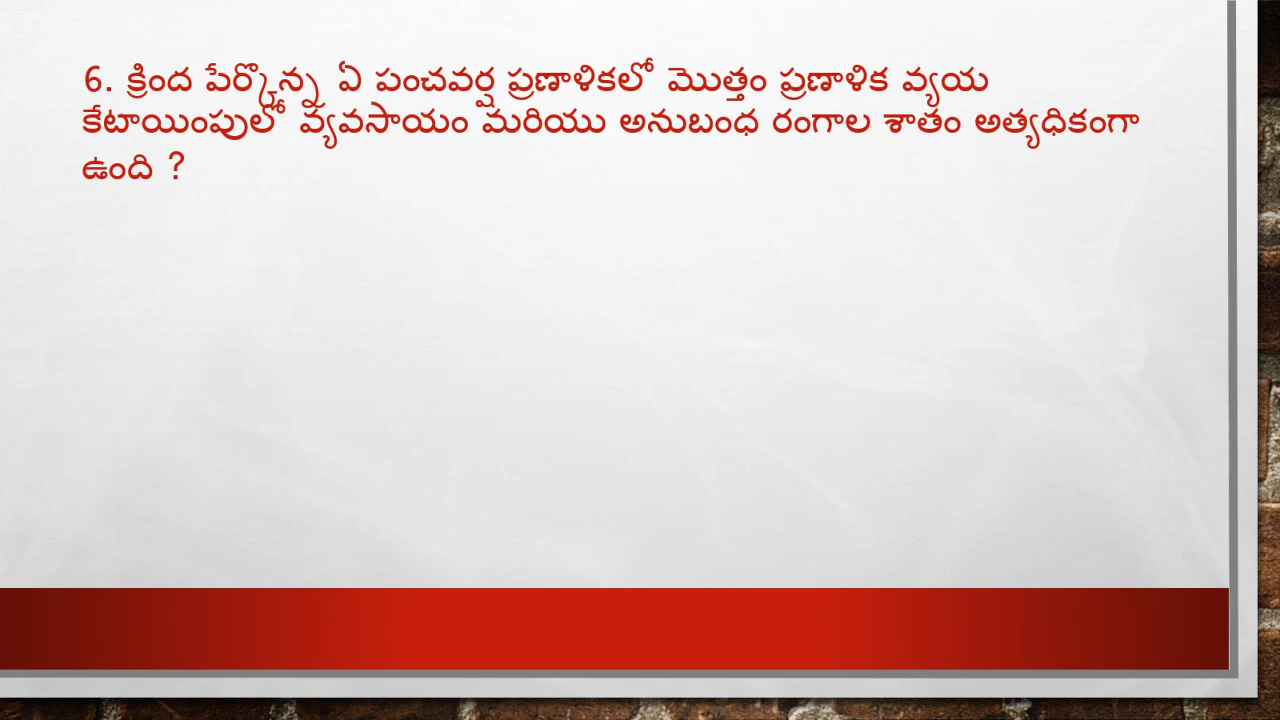 6. క్రింద పేర్కొన్న ఏ పంచవర్ష ప్రణాళికలో మొత్తం ప్రణాళిక వ్యయ
కేటాయింపులో వ్యవసాయం మరియు అనుబంధ రంగాల శాతం అత్యధికంగా
ఉంది ?